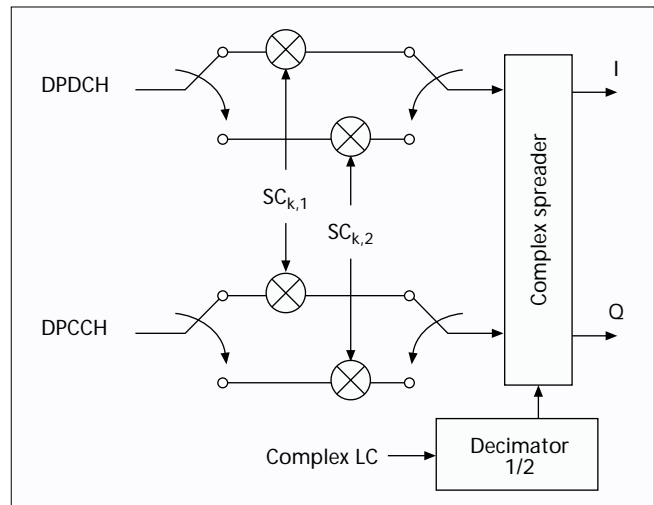 DPDCH
I
Complex spreader
SC_{k,1}
SC_{k,2}
DPCCH
Q
Complex LC
Decimator
1/2